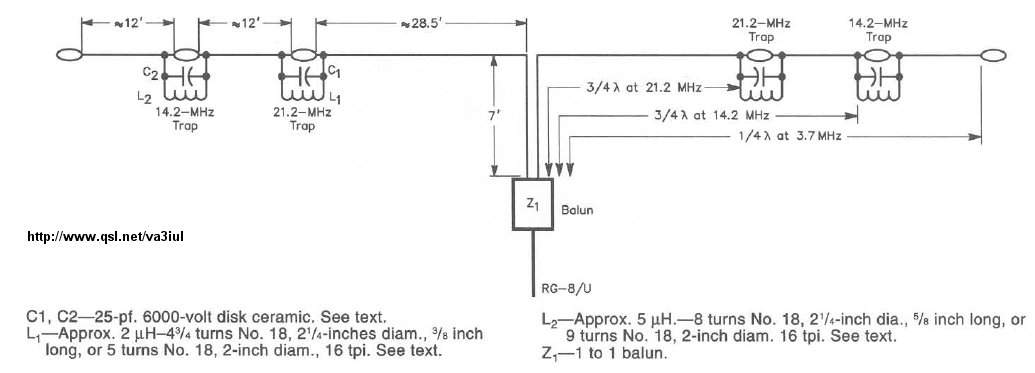 ≈12'
≈12'
≈28.5'
21.2-MHz
Trap
14.2-MHz
Trap
C2
L2
14.2-MHz
Trap
C1
L1
21.2-MHz
Trap
7'
3/4 λ at 21.2 MHz
3/4 λ at 14.2 MHz
1/4 λ at 3.7 MHz
Z1
Balun
http://www.qsl.net/va3iul
RG-8/U
C1, C2—25-pf. 6000-volt disk ceramic. See text.
L1—Approx. 2 µH—4 3/4 turns No. 18, 2 1/4-inches diam., 3/8 inch
long, or 5 turns No. 18, 2-inch diam., 16 tpi. See text.
L2—Approx. 5 µH.—8 turns No. 18, 2 1/4-inch dia., 5/8 inch long, or
9 turns No. 18, 2-inch diam. 16 tpi. See text.
Z1—1 to 1 balun.